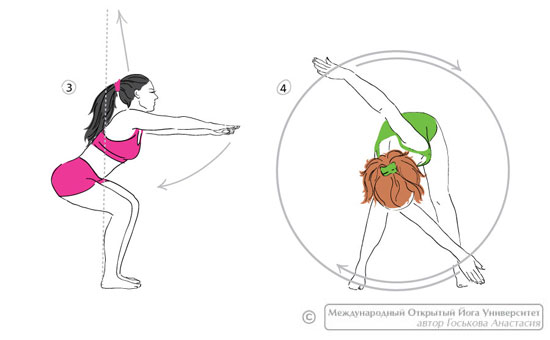 3
4
© Международный Открытый Йога Университет
автор Госькова Анастасия